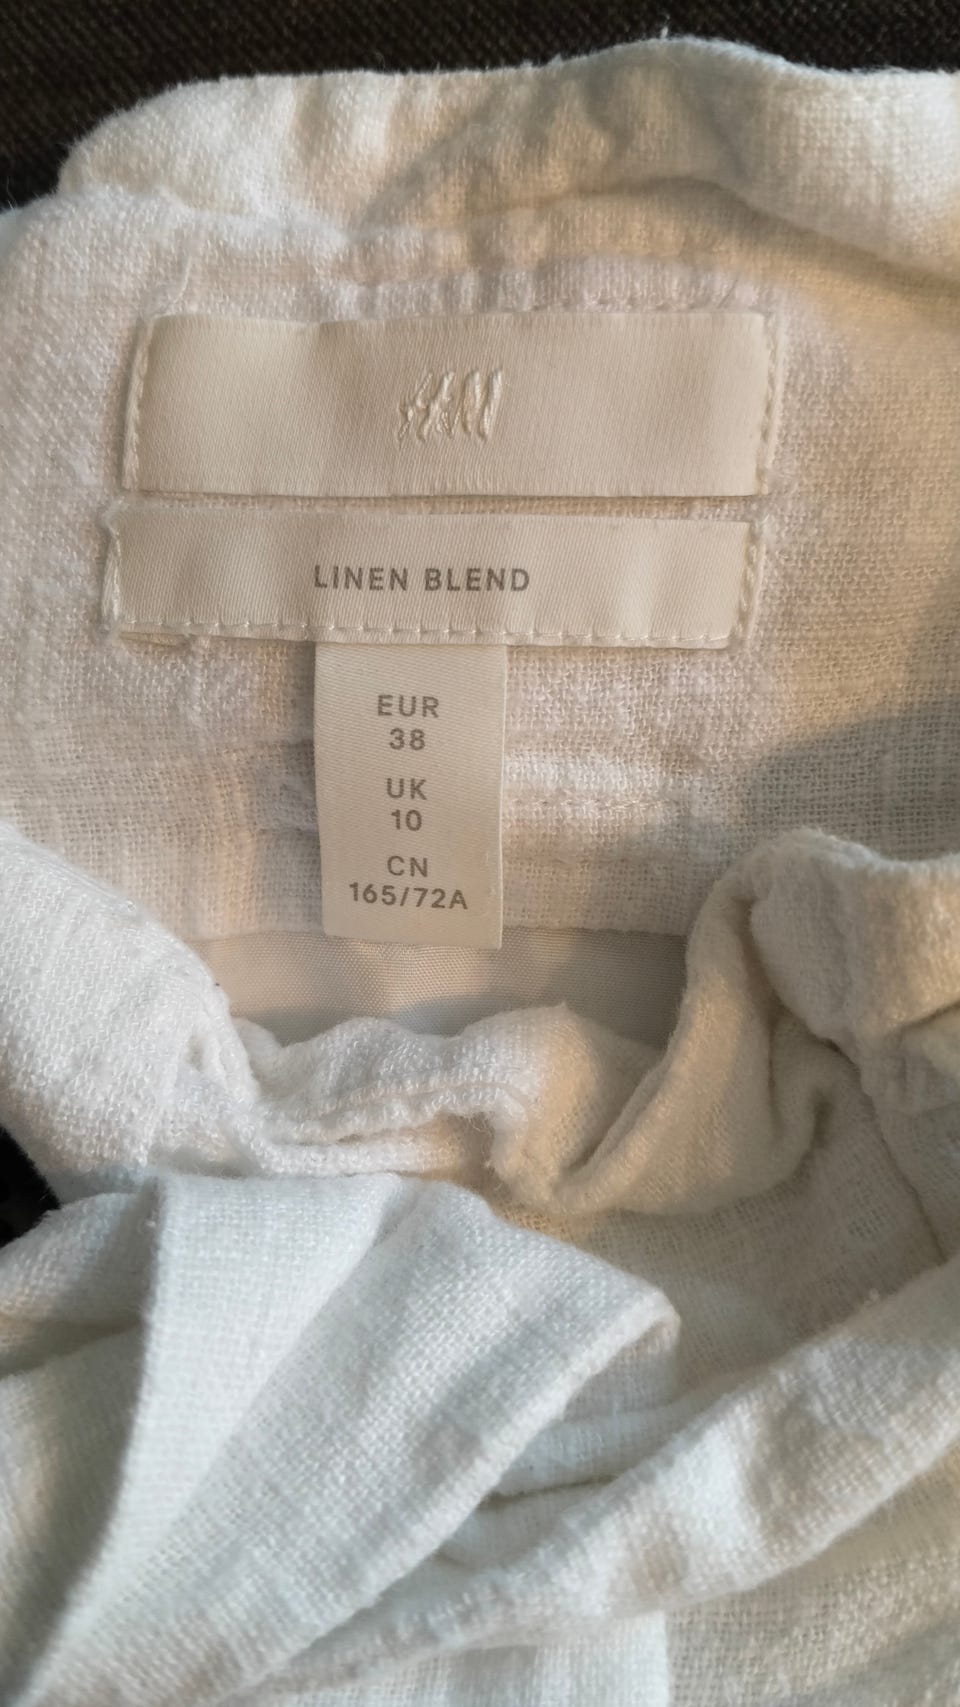 H&M
LINEN BLEND
EUR
38
UK
10
CN
165/72A